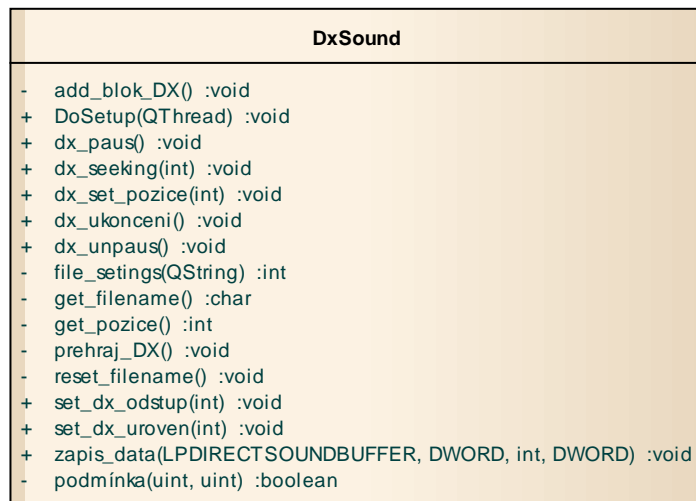 DxSound
- add_blok_DX() :void
+ DoSetup(QThread) :void
+ dx_paus() :void
+ dx_seeking(int) :void
+ dx_set_pozice(int) :void
+ dx_ukonceni() :void
+ dx_unpaus() :void
- file_setings(QString) :int
- get_filename() :char
- get_pozice() :int
- prehraj_DX() :void
- reset_filename() :void
+ set_dx_odstup(int) :void
+ set_dx_uroven(int) :void
+ zapis_data(LPDIRECTSOUNDBUFFER, DWORD, int, DWORD) :void
- podmínka(uint, uint) :boolean